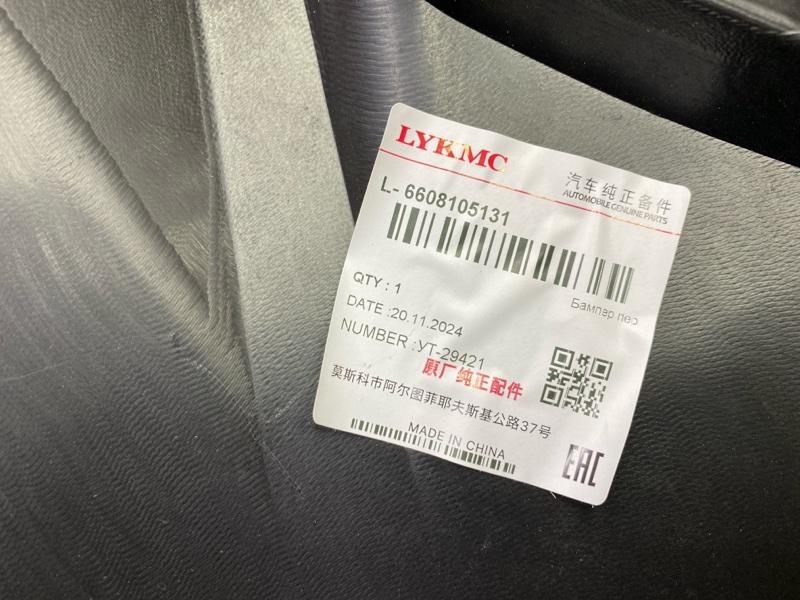 LYKMC
汽车纯正备件
AUTOMOBILE GENUINE PARTS
L- 6608105131
Бампер пер
QTY : 1
DATE :20.11.2024
NUMBER :УТ-29421
原厂纯正配件
莫斯科市阿尔图菲耶夫斯基公路37号
MADE IN CHINA
EAC